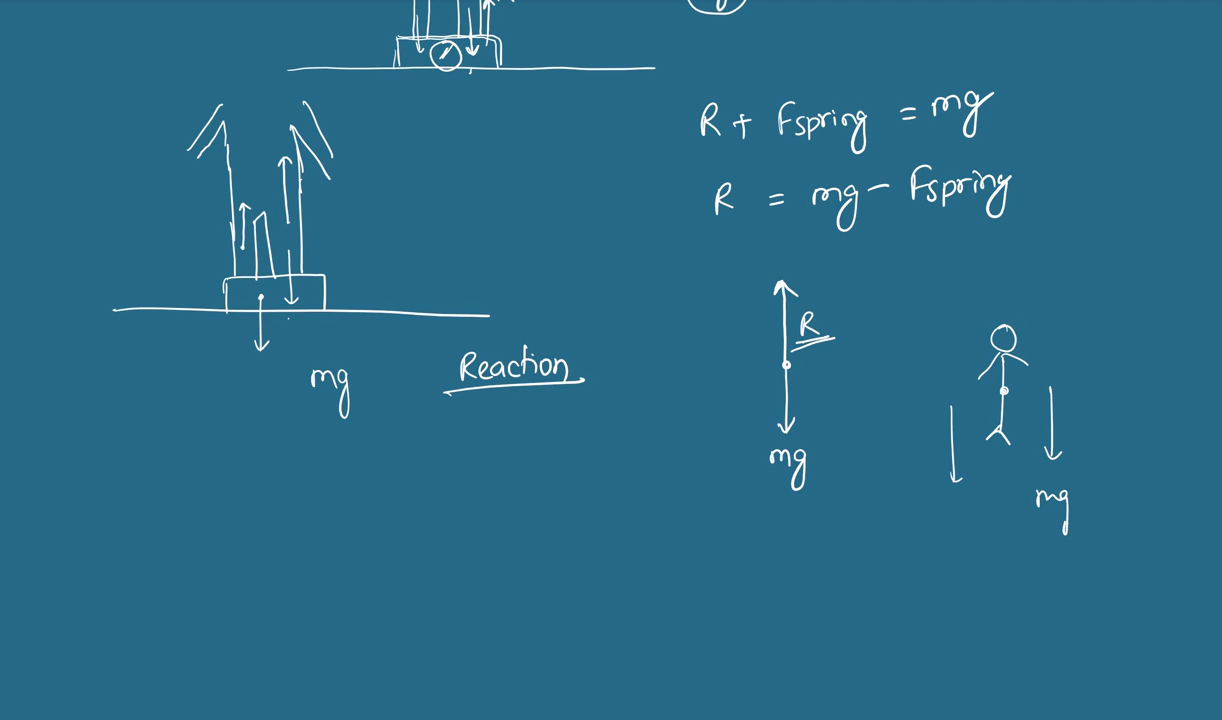 R + Fspring = mg
R = mg - Fspring
R
mg
Reaction
mg
mg